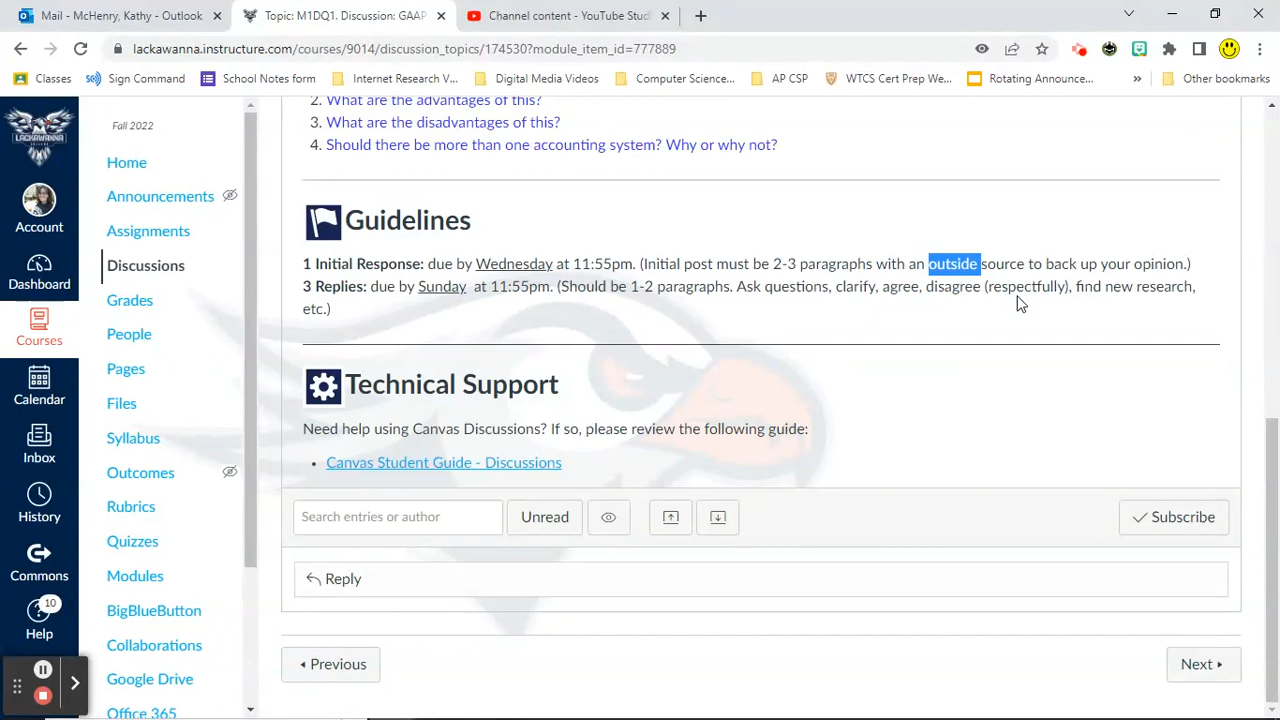 Mail - McHenry, Kathy - Outlook
Topic: M1DQ1. Discussion: GAAP
Channel content - YouTube Studi
lackawanna.instructure.com/courses/9014/discussion_topics/174530?module_item_id=777889
Classes
Sign Command
School Notes form
Internet Research V...
Digital Media Videos
Computer Science...
AP CSP
WTCS Cert Prep We...
Rotating Announce...
»
Other bookmarks
LACKAWANNA
Account
Dashboard
Courses
Calendar
Inbox
History
Commons
10
Help
Fall 2022
Home
Announcements
Assignments
Discussions
Grades
People
Pages
Files
Syllabus
Outcomes
Rubrics
Quizzes
Modules
BigBlueButton
Collaborations
Google Drive
Office 365
2. What are the advantages of this?
3. What are the disadvantages of this?
4. Should there be more than one accounting system? Why or why not?
Guidelines
1 Initial Response: due by Wednesday at 11:55pm. (Initial post must be 2-3 paragraphs with an outside source to back up your opinion.)
3 Replies: due by Sunday at 11:55pm. (Should be 1-2 paragraphs. Ask questions, clarify, agree, disagree (respectfully), find new research,
etc.)
Technical Support
Need help using Canvas Discussions? If so, please review the following guide:
• Canvas Student Guide - Discussions
Search entries or author
Unread
Subscribe
Reply
Previous
Next